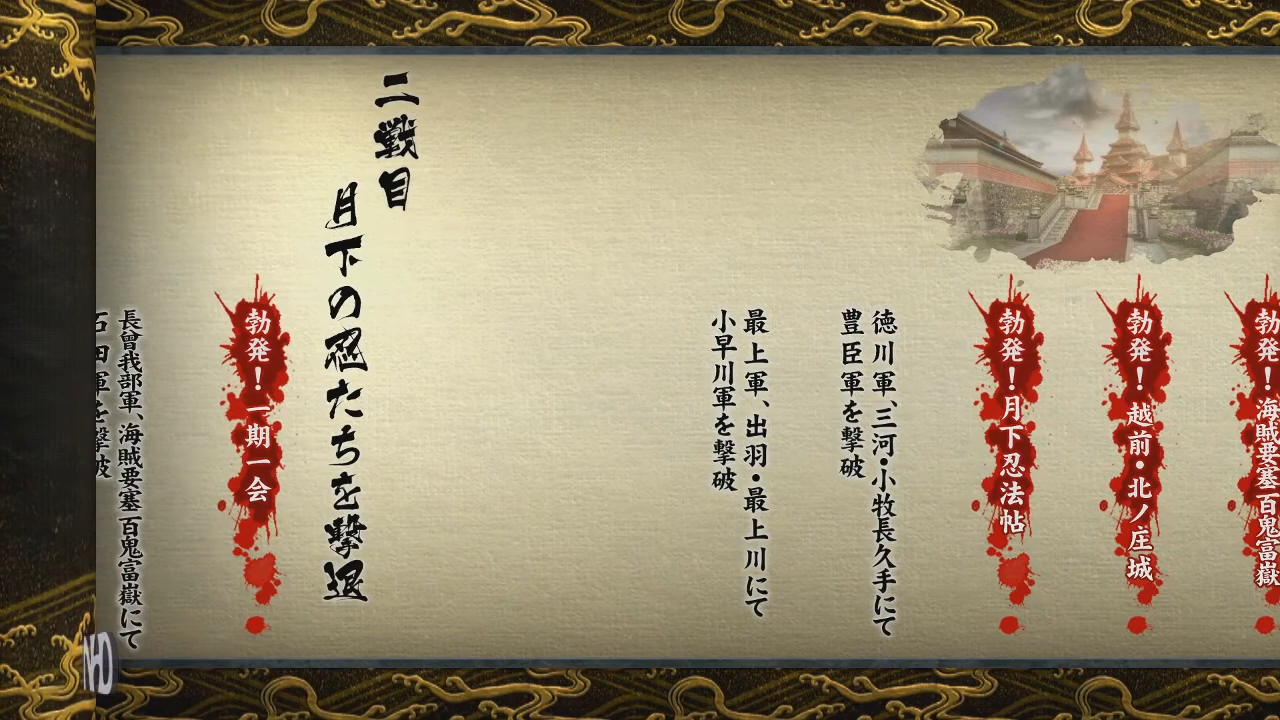 勃発!海賊要塞百鬼富嶽
勃発!越前・北ノ庄城
勃発!月下忍法帖
徳川軍、三河・小牧長久手にて
豊臣軍を撃破
最上軍、出羽・最上川にて
小早川軍を撃破
二戦目
月下の忍たちを撃退
勃発!一期一会
長曾我部軍、海賊要塞百鬼富嶽にて
石田軍を撃破